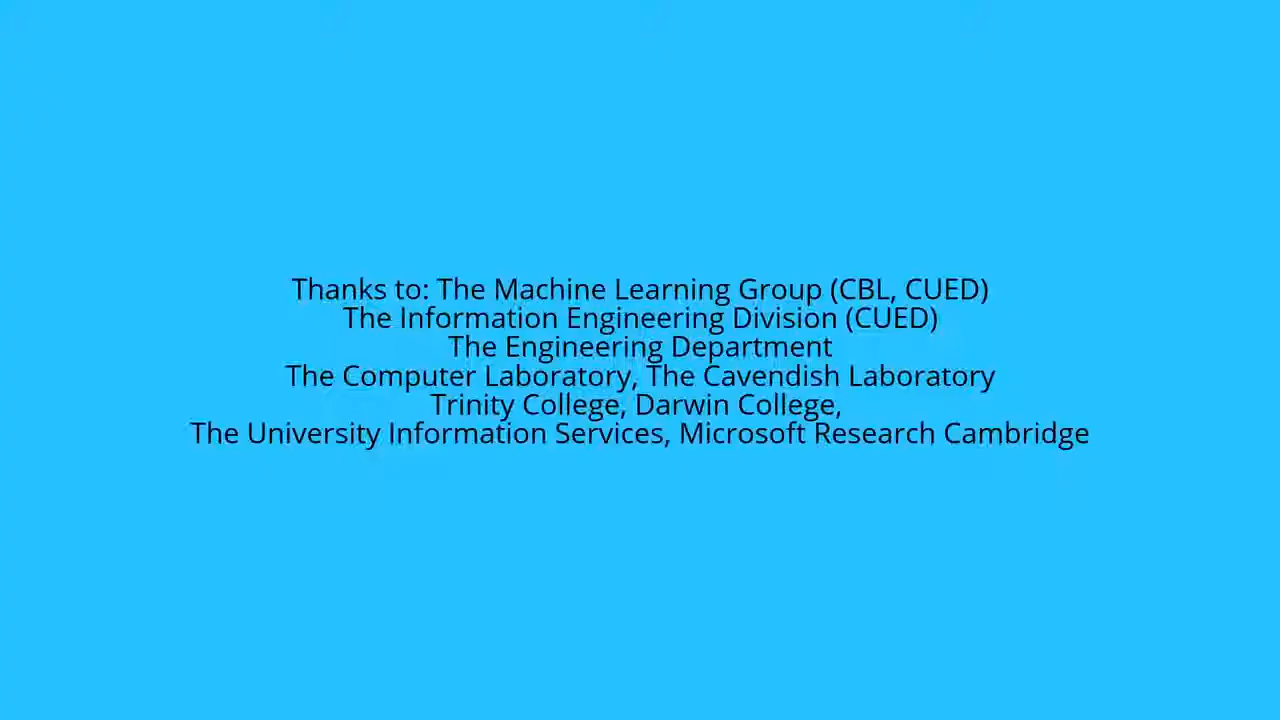 Thanks to: The Machine Learning Group (CBL, CUED)
The Information Engineering Division (CUED)
The Engineering Department
The Computer Laboratory, The Cavendish Laboratory
Trinity College, Darwin College,
The University Information Services, Microsoft Research Cambridge